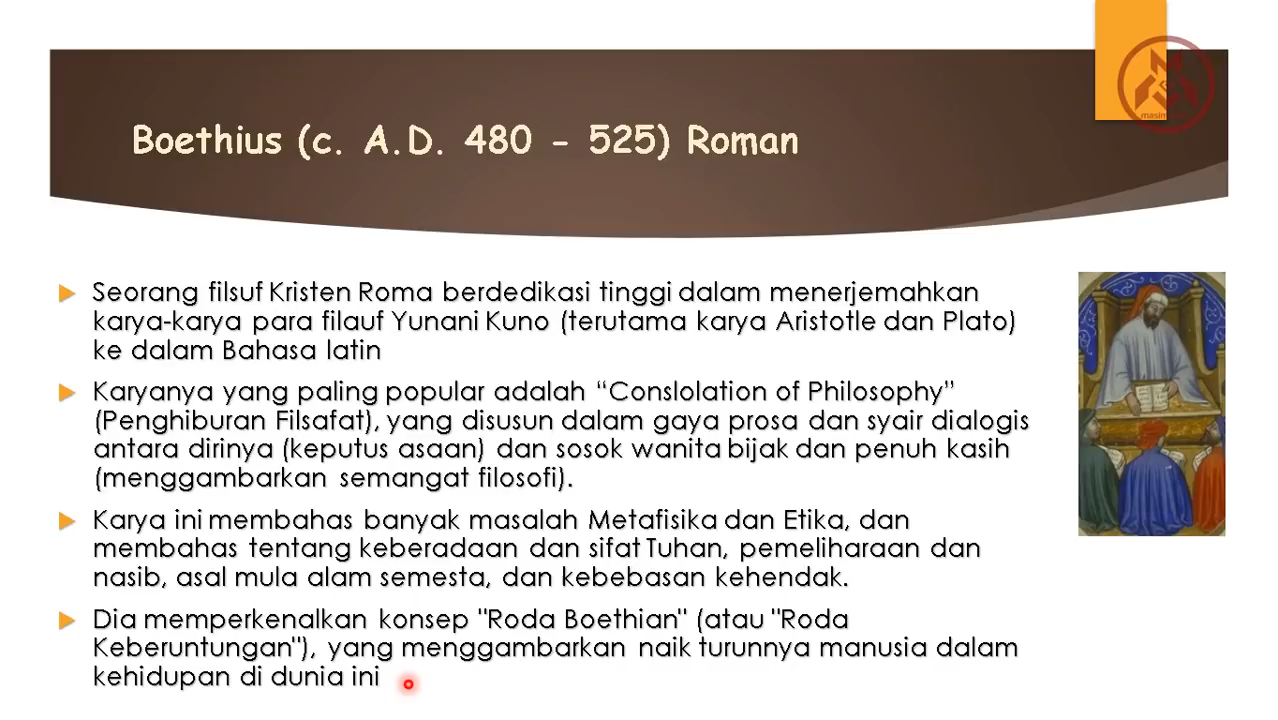 Boethius (c. A.D. 480 - 525) Roman
masim
Seorang filsuf Kristen Roma berdedikasi tinggi dalam menerjemahkan
karya-karya para filauf Yunani Kuno (terutama karya Aristotle dan Plato)
ke dalam Bahasa latin
Karyanya yang paling popular adalah “Conslolation of Philosophy”
(Penghiburan Filsafat), yang disusun dalam gaya prosa dan syair dialogis
antara dirinya (keputus asaan) dan sosok wanita bijak dan penuh kasih
(menggambarkan semangat filosofi).
Karya ini membahas banyak masalah Metafisika dan Etika, dan
membahas tentang keberadaan dan sifat Tuhan, pemeliharaan dan
nasib, asal mula alam semesta, dan kebebasan kehendak.
Dia memperkenalkan konsep "Roda Boethian" (atau "Roda
Keberuntungan"), yang menggambarkan naik turunnya manusia dalam
kehidupan di dunia ini